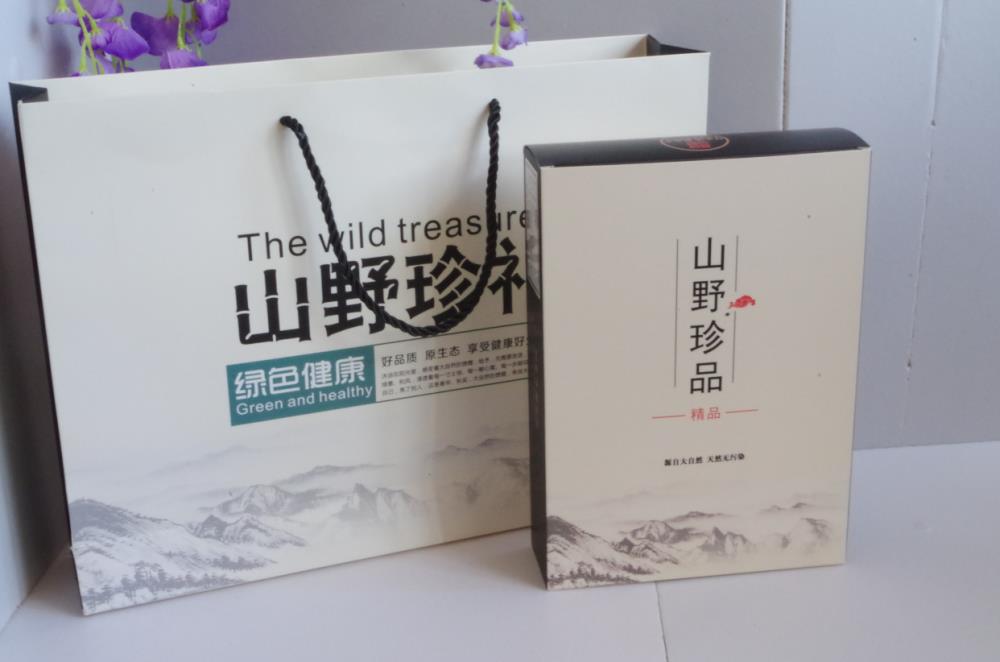 The wild treasure
山野珍礼
绿色健康
Green and healthy
好品质 原生态 享受健康好
山野珍品
精品
源自大自然 天然无污染